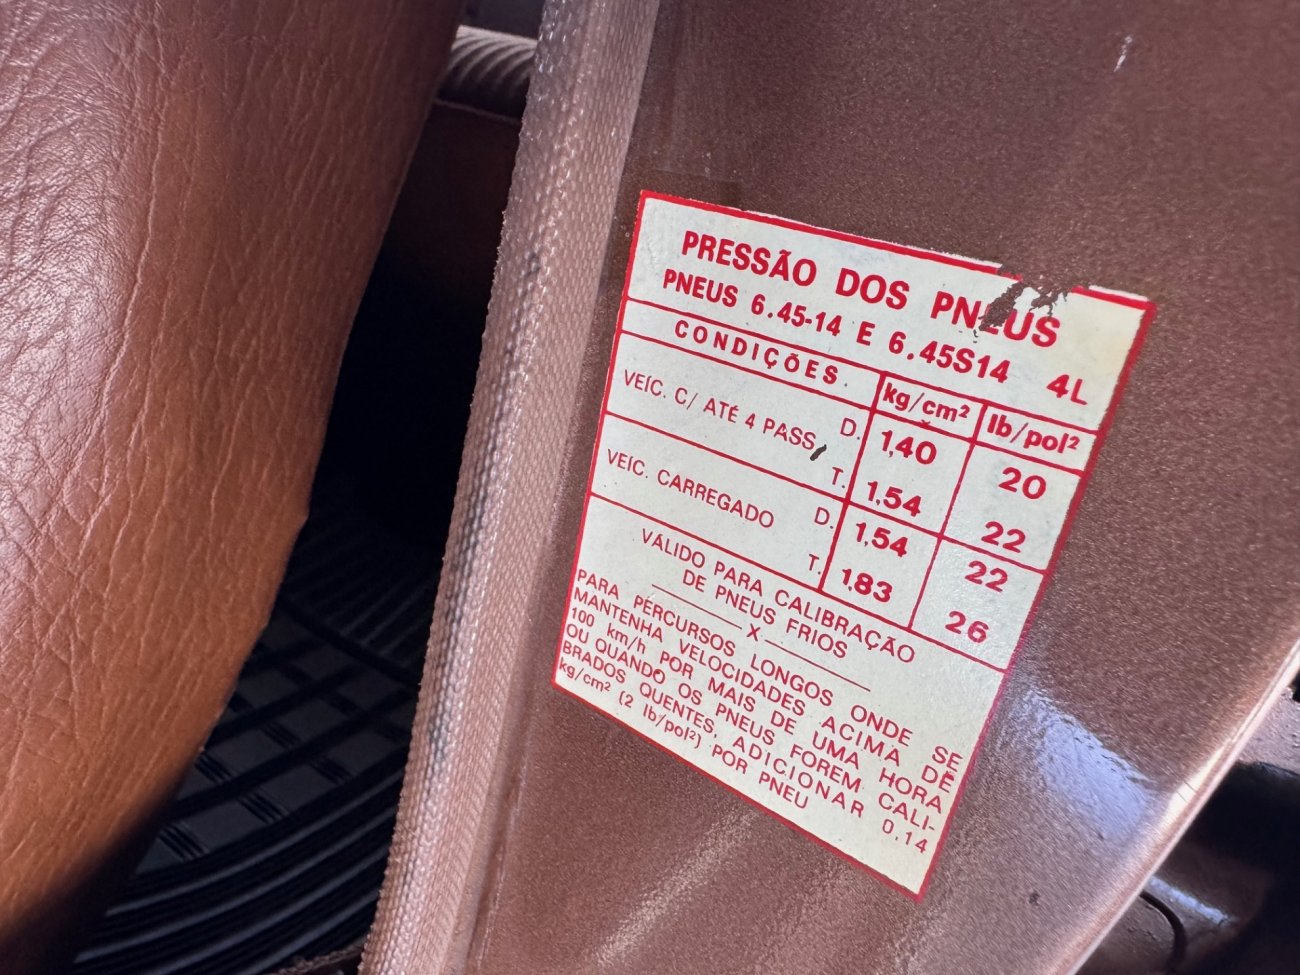 PRESSÃO DOS PNEUS
PNEUS 6.45-14 E 6.45S14 4L
CONDIÇÕES kg/cm² lb/pol²
VEÍC. C/ ATÉ 4 PASS. D. 1,40 20
T. 1,54 22
VEÍC. CARREGADO D. 1,54 22
T. 1,83 26
VÁLIDO PARA CALIBRAÇÃO
DE PNEUS FRIOS
X
PARA PERCURSOS LONGOS ONDE SE
MANTENHA VELOCIDADES ACIMA DE
100 km/h POR MAIS DE UMA HORA
OU QUANDO OS PNEUS FOREM CALI-
BRADOS QUENTES, ADICIONAR 0.14
kg/cm² (2 lb/pol²) POR PNEU